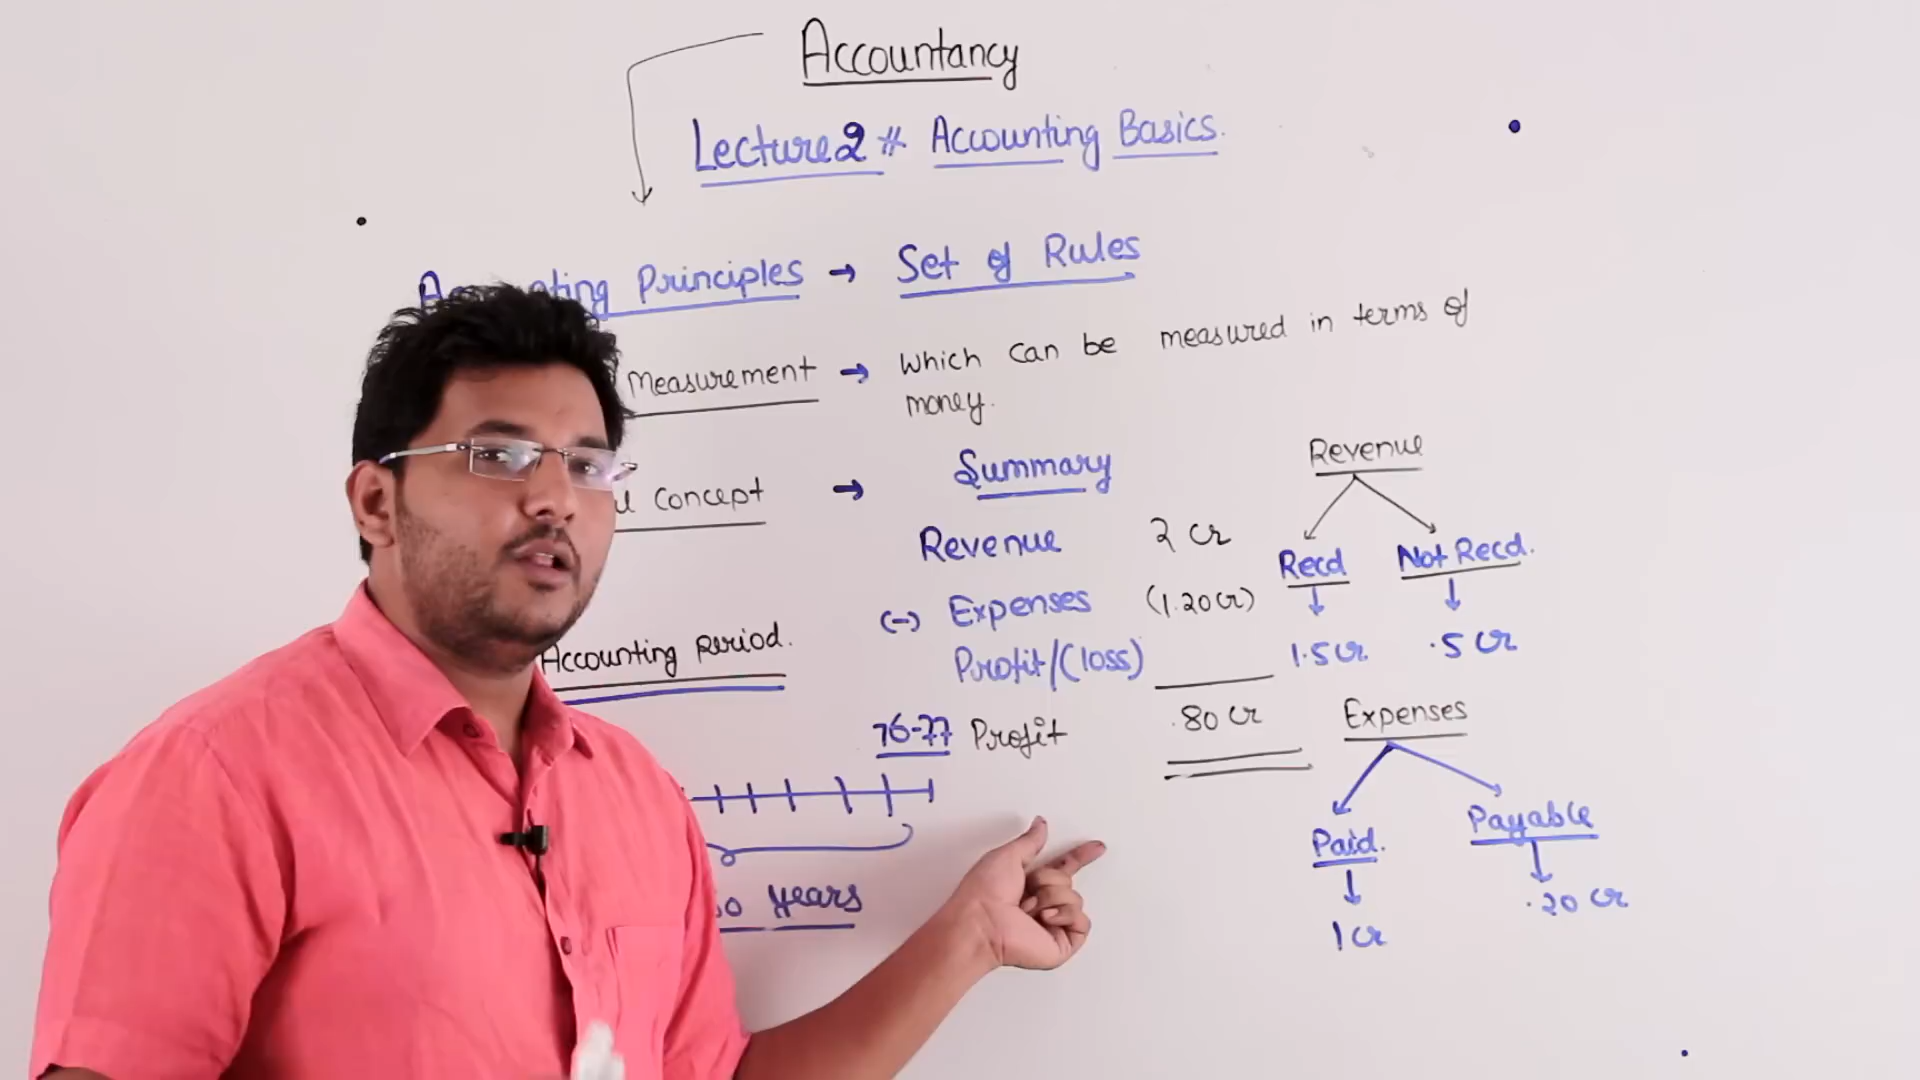 Accountancy
Lecture 2 # Accounting Basics.
Principles → Set of Rules
Measurement → which can be measured in terms of
money.
Concept → Summary
Revenue 2 Cr
(-) Expenses (1.20 Cr)
Profit/(loss)
Accounting period.
76-77 Profit .80 Cr
years
Revenue
Recd Not Recd.
1.5 Cr .5 Cr
Expenses
Paid. Payable
1 Cr .20 Cr